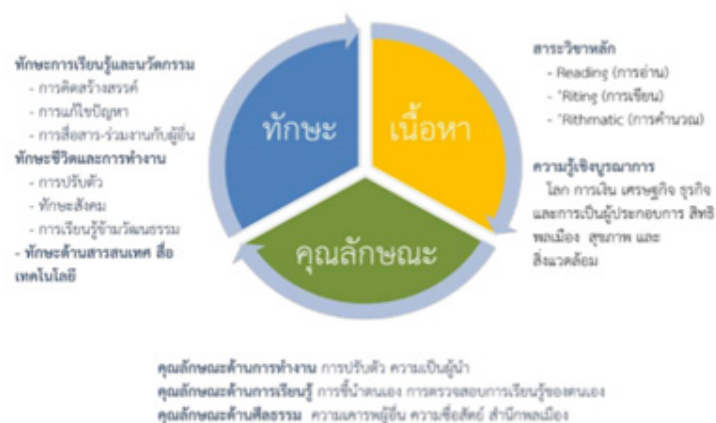 ทักษะการเรียนรู้และนวัตกรรม
- การคิดสร้างสรรค์
- การแก้ไขปัญหา
- การสื่อสาร-ร่วมงานกับผู้อื่น
ทักษะชีวิตและการทำงาน
- การปรับตัว
- ทักษะสังคม
- การเรียนรู้ข้ามวัฒนธรรม
- ทักษะด้านสารสนเทศ สื่อ
เทคโนโลยี
ทักษะ
เนื้อหา
คุณลักษณะ
สาระวิชาหลัก
- Reading (การอ่าน)
- 'Riting (การเขียน)
- 'Rithmatic (การคำนวณ)
ความรู้เชิงบูรณาการ
โลก การเงิน เศรษฐกิจ ธุรกิจ
และการเป็นผู้ประกอบการ สิทธิ
พลเมือง สุขภาพ และ
สิ่งแวดล้อม
คุณลักษณะด้านการทำงาน การปรับตัว ความเป็นผู้นำ
คุณลักษณะด้านการเรียนรู้ การชี้นำตนเอง การตรวจสอบการเรียนรู้ของตนเอง
คุณลักษณะด้านศีลธรรม ความเคารพผู้อื่น ความซื่อสัตย์ สำนึกพลเมือง